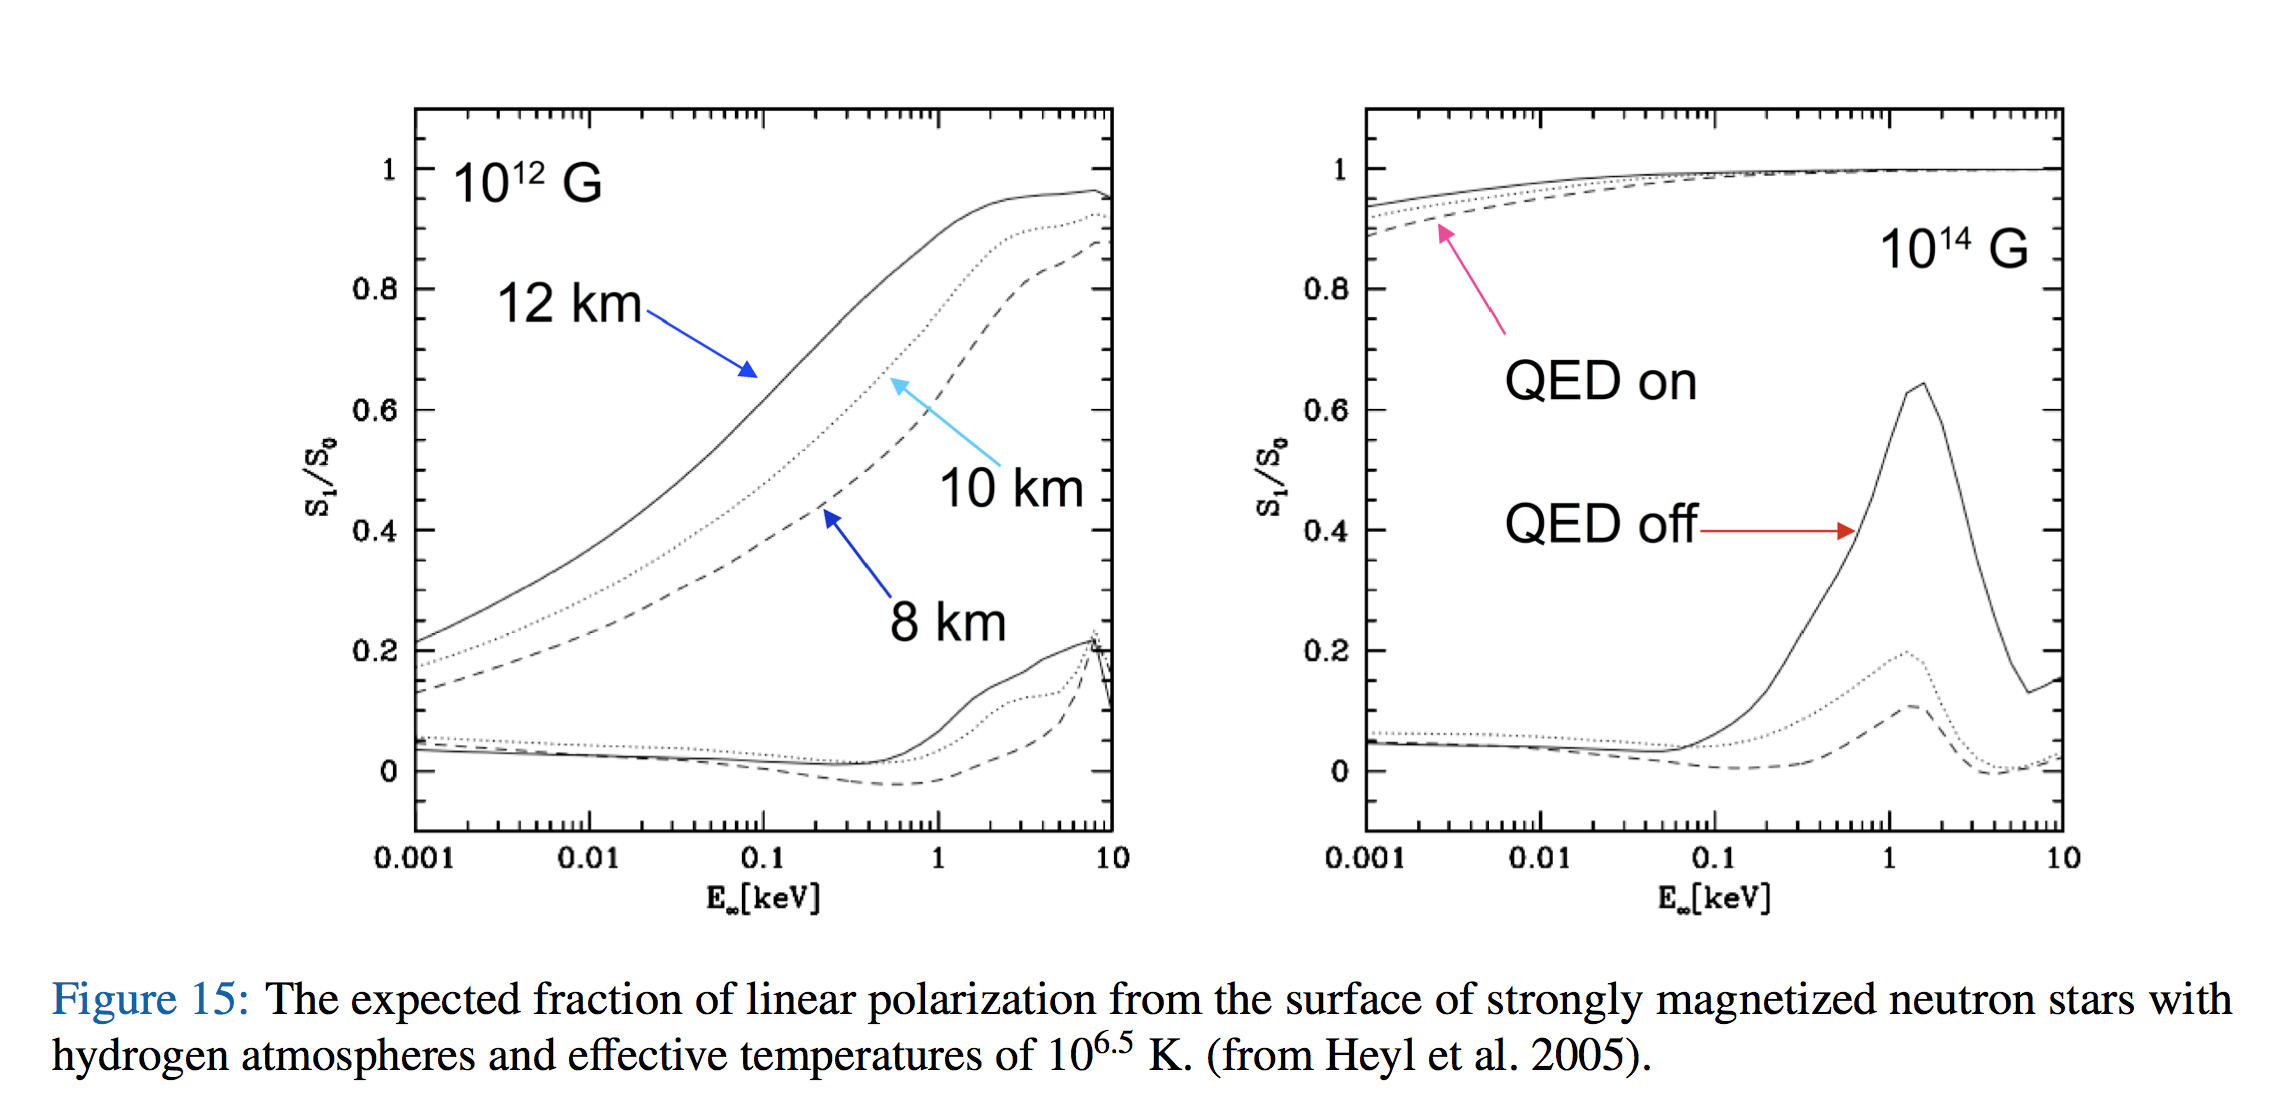 10¹² G
12 km
10 km
8 km
1
0.8
0.6
0.4
0.2
0
S₁/S₀
0.001 0.01 0.1 1 10
E∞[keV]
10¹⁴ G
QED on
QED off
1
0.8
0.6
0.4
0.2
0
S₁/S₀
0.001 0.01 0.1 1 10
E∞[keV]
Figure 15: The expected fraction of linear polarization from the surface of strongly magnetized neutron stars with
hydrogen atmospheres and effective temperatures of 10⁶·⁵ K. (from Heyl et al. 2005).